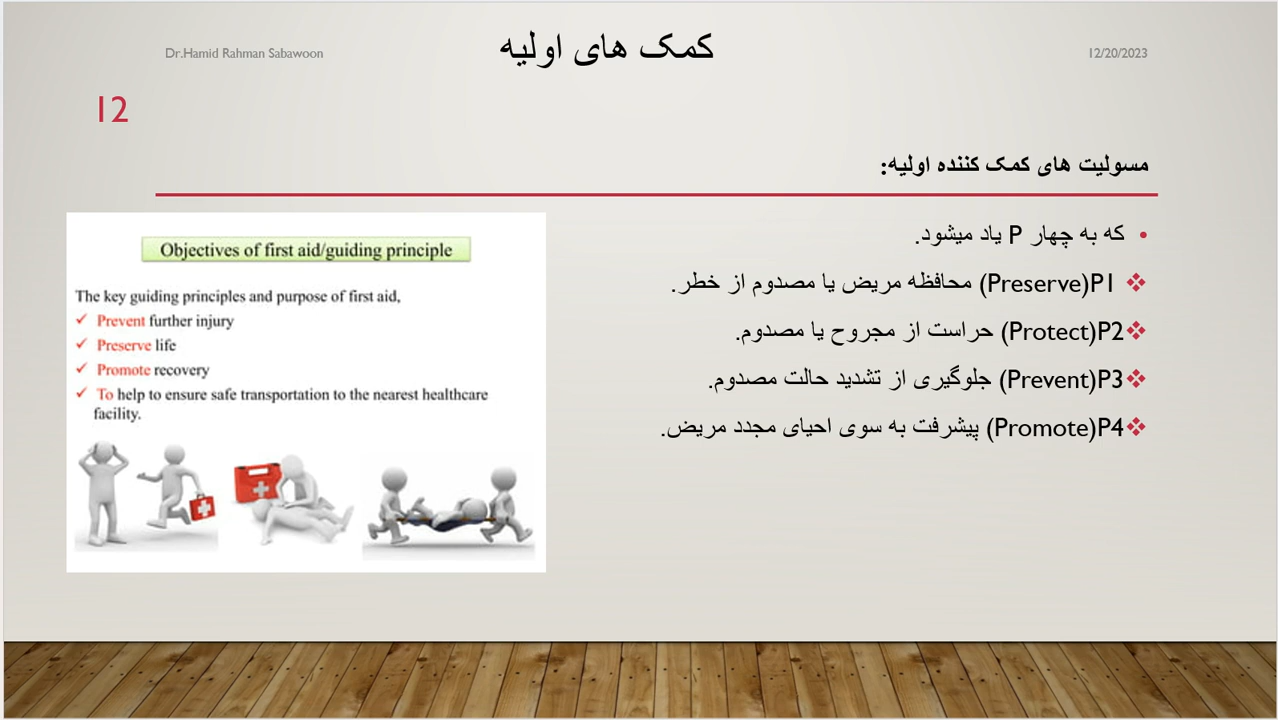 Dr.Hamid Rahman Sabawoon
کمک های اولیه
12/20/2023
12
مسولیت های کمک کننده اولیه:
که به چهار P یاد میشود.
P1(Preserve) محافظه مریض یا مصدوم از خطر.
P2(Protect) حراست از مجروح یا مصدوم.
P3(Prevent) جلوگیری از تشدید حالت مصدوم.
P4(Promote) پیشرفت به سوی احیای مجدد مریض.
Objectives of first aid/guiding principle
The key guiding principles and purpose of first aid,
Prevent further injury
Preserve life
Promote recovery
To help to ensure safe transportation to the nearest healthcare
facility.